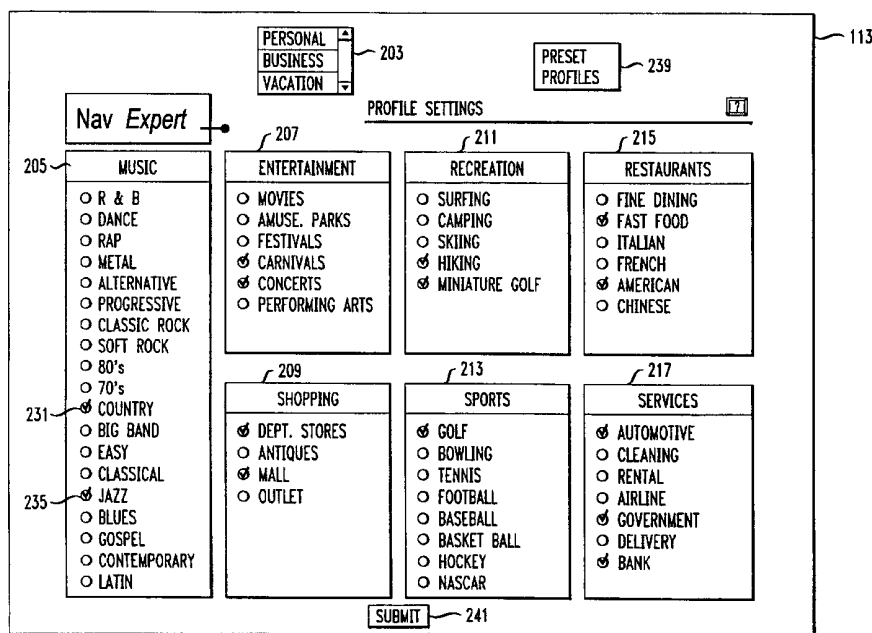 PERSONAL
BUSINESS
VACATION
203
PRESET
PROFILES
239
113
Nav Expert
PROFILE SETTINGS
?
205
MUSIC
R & B
DANCE
RAP
METAL
ALTERNATIVE
PROGRESSIVE
CLASSIC ROCK
SOFT ROCK
80's
70's
231
COUNTRY
BIG BAND
EASY
CLASSICAL
235
JAZZ
BLUES
GOSPEL
CONTEMPORARY
LATIN
207
ENTERTAINMENT
MOVIES
AMUSE. PARKS
FESTIVALS
CARNIVALS
CONCERTS
PERFORMING ARTS
211
RECREATION
SURFING
CAMPING
SKIING
HIKING
MINIATURE GOLF
215
RESTAURANTS
FINE DINING
FAST FOOD
ITALIAN
FRENCH
AMERICAN
CHINESE
209
SHOPPING
DEPT. STORES
ANTIQUES
MALL
OUTLET
213
SPORTS
GOLF
BOWLING
TENNIS
FOOTBALL
BASEBALL
BASKET BALL
HOCKEY
NASCAR
217
SERVICES
AUTOMOTIVE
CLEANING
RENTAL
AIRLINE
GOVERNMENT
DELIVERY
BANK
SUBMIT
241